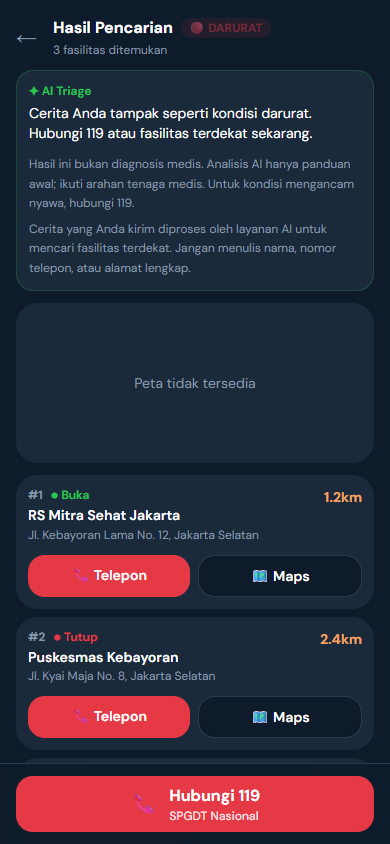 Hasil Pencarian DARURAT
3 fasilitas ditemukan
AI Triage
Cerita Anda tampak seperti kondisi darurat.
Hubungi 119 atau fasilitas terdekat sekarang.
Hasil ini bukan diagnosis medis. Analisis AI hanya panduan
awal; ikuti arahan tenaga medis. Untuk kondisi mengancam
nyawa, hubungi 119.
Cerita yang Anda kirim diproses oleh layanan AI untuk
mencari fasilitas terdekat. Jangan menulis nama, nomor
telepon, atau alamat lengkap.
Peta tidak tersedia
#1 Buka 1.2km
RS Mitra Sehat Jakarta
Jl. Kebayoran Lama No. 12, Jakarta Selatan
Telepon Maps
#2 Tutup 2.4km
Puskesmas Kebayoran
Jl. Kyai Maja No. 8, Jakarta Selatan
Telepon Maps
Hubungi 119
SPGDT Nasional